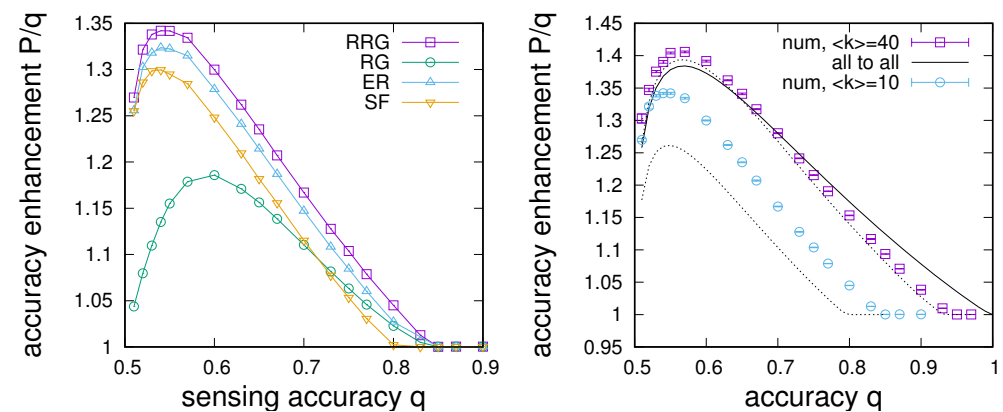 accuracy enhancement P/q
1.35
1.3
1.25
1.2
1.15
1.1
1.05
1
0.5
0.6
0.7
0.8
0.9
sensing accuracy q
RRG
RG
ER
SF
accuracy enhancement P/q
1.45
1.4
1.35
1.3
1.25
1.2
1.15
1.1
1.05
1
0.95
0.5
0.6
0.7
0.8
0.9
1
accuracy q
num, <k>=40
all to all
num, <k>=10